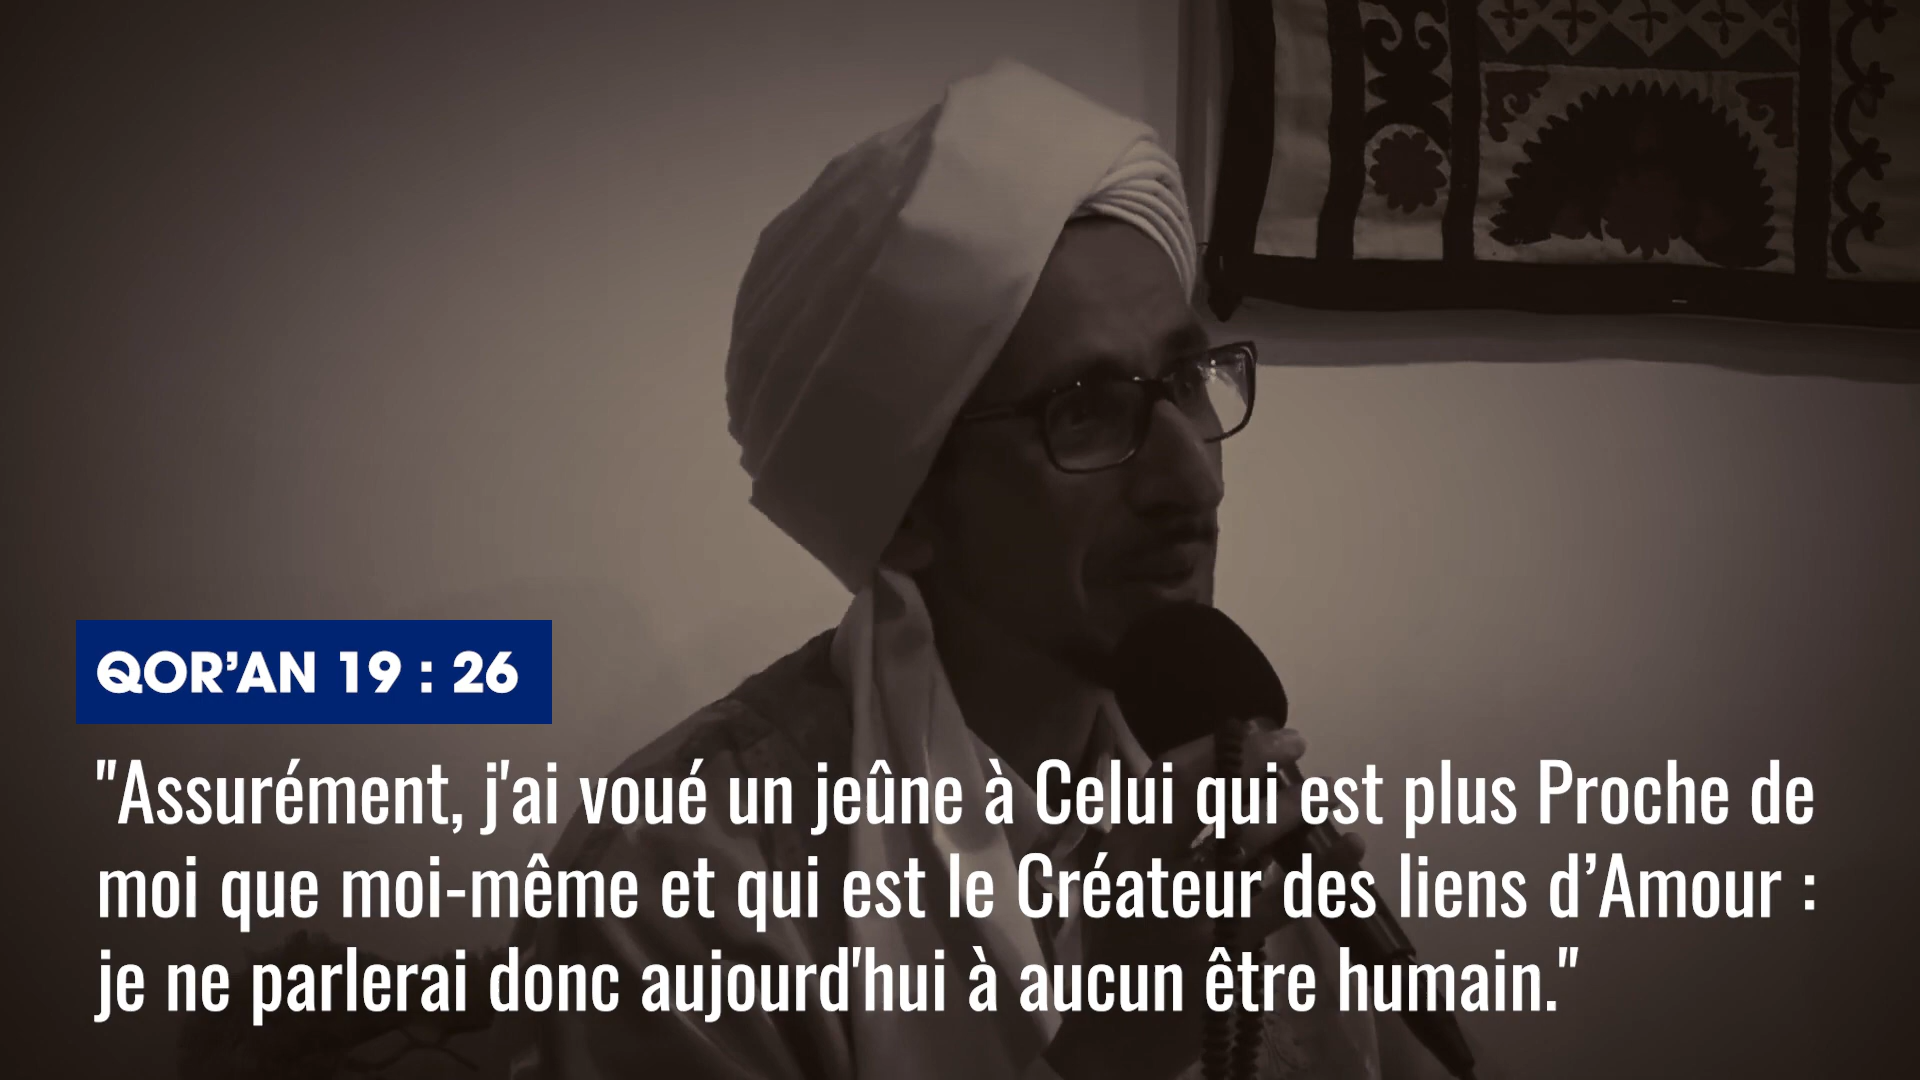 QOR’AN 19 : 26
"Assurément, j'ai voué un jeûne à Celui qui est plus Proche de
moi que moi-même et qui est le Créateur des liens d’Amour :
je ne parlerai donc aujourd'hui à aucun être humain."